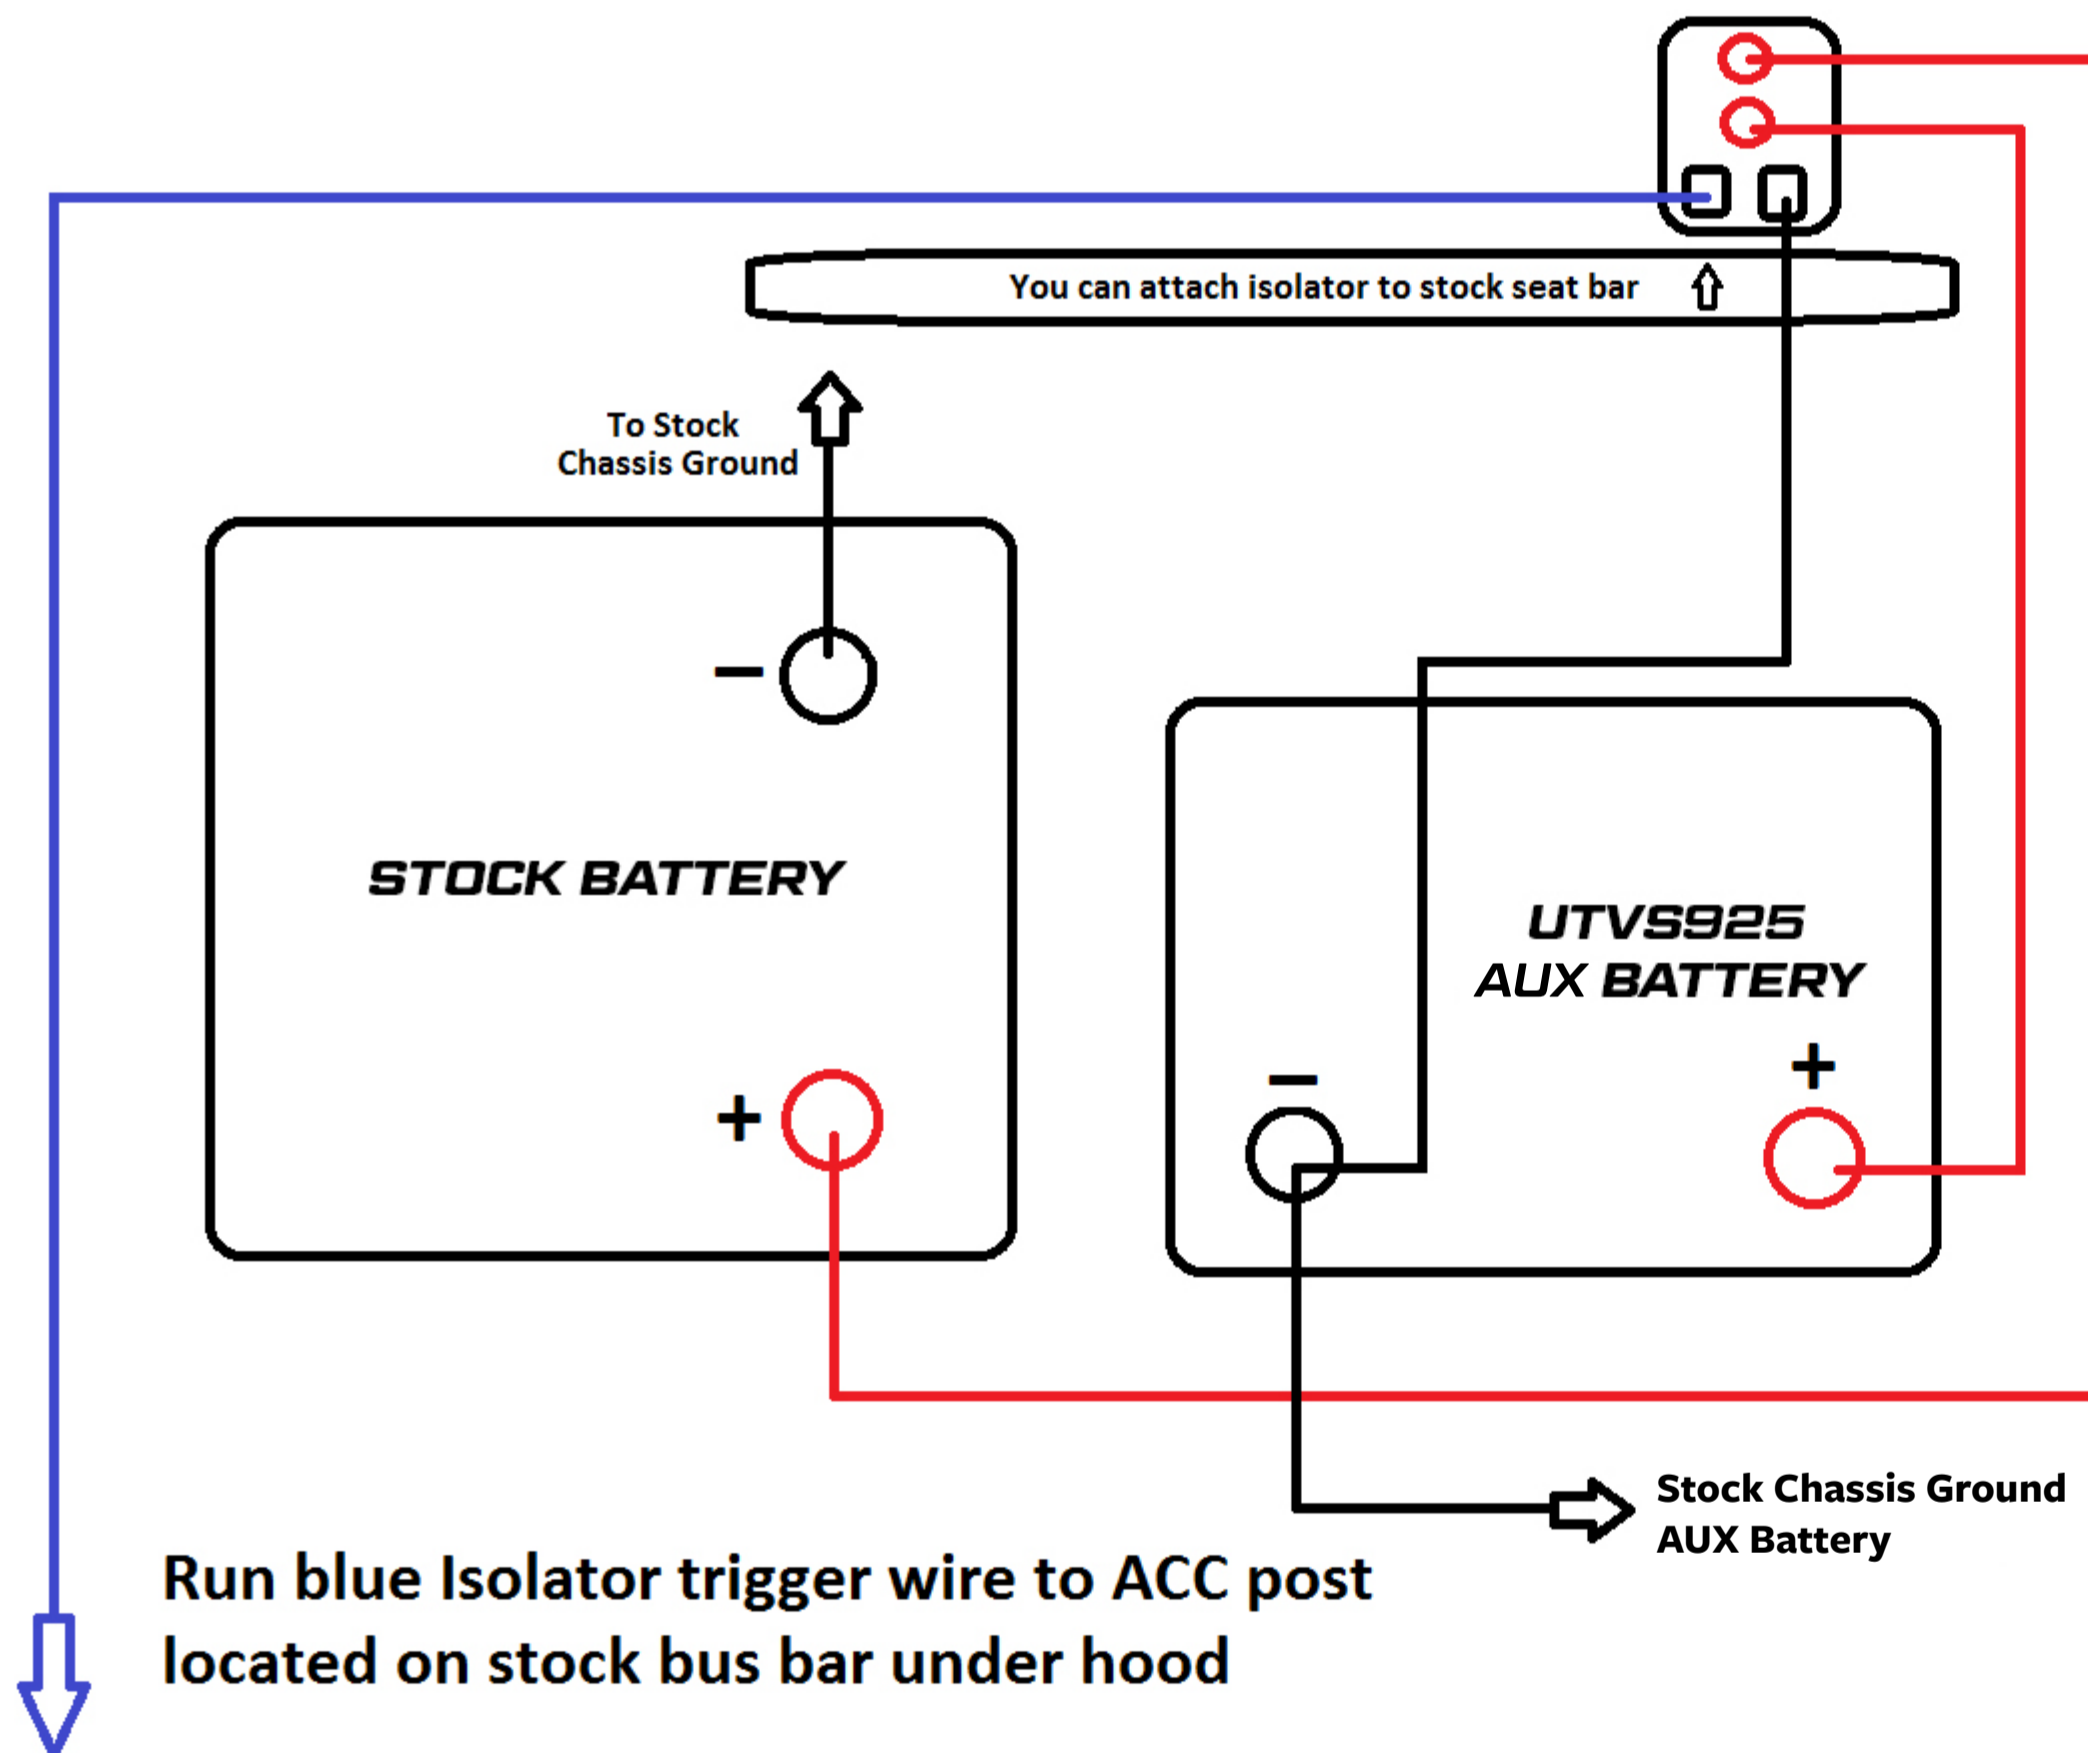 You can attach isolator to stock seat bar
To Stock
Chassis Ground
–
STOCK BATTERY
UTVS925
AUX BATTERY
– +
+
Stock Chassis Ground
AUX Battery
Run blue Isolator trigger wire to ACC post
located on stock bus bar under hood